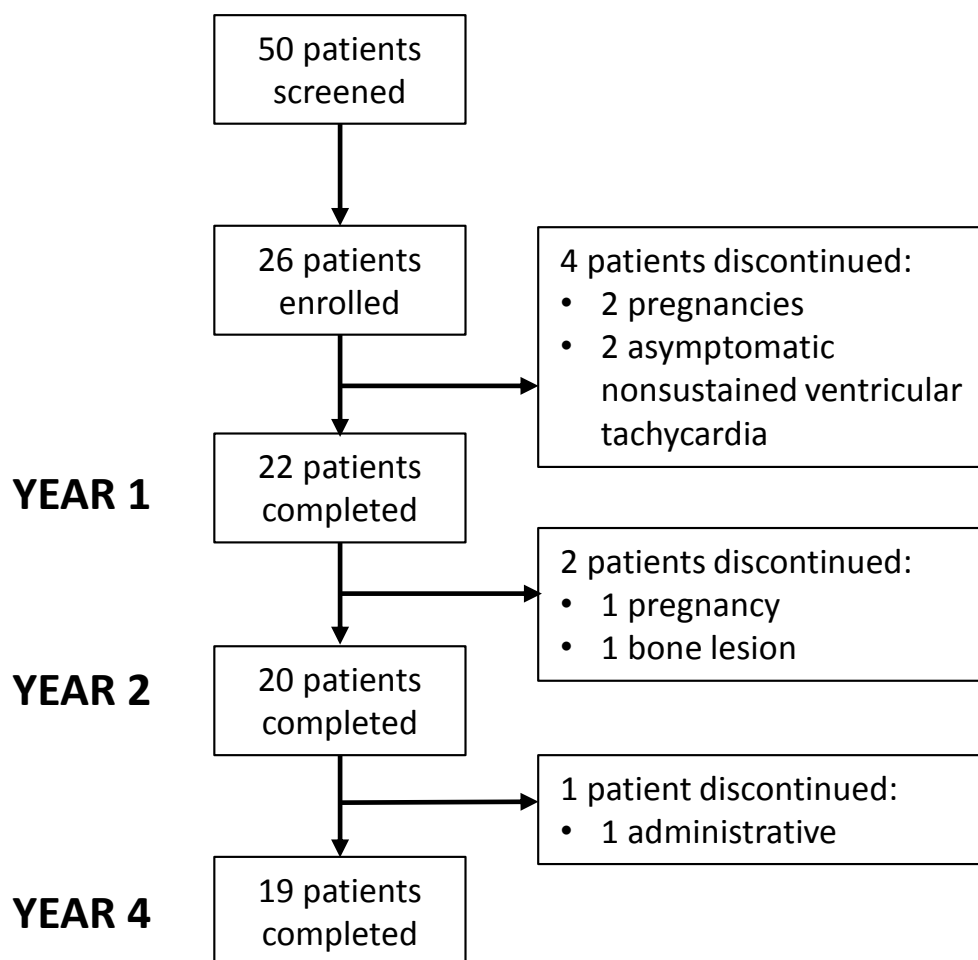 50 patients
screened
26 patients
enrolled
4 patients discontinued:
• 2 pregnancies
• 2 asymptomatic
nonsustained ventricular
tachycardia
YEAR 1
22 patients
completed
2 patients discontinued:
• 1 pregnancy
• 1 bone lesion
YEAR 2
20 patients
completed
1 patient discontinued:
• 1 administrative
YEAR 4
19 patients
completed